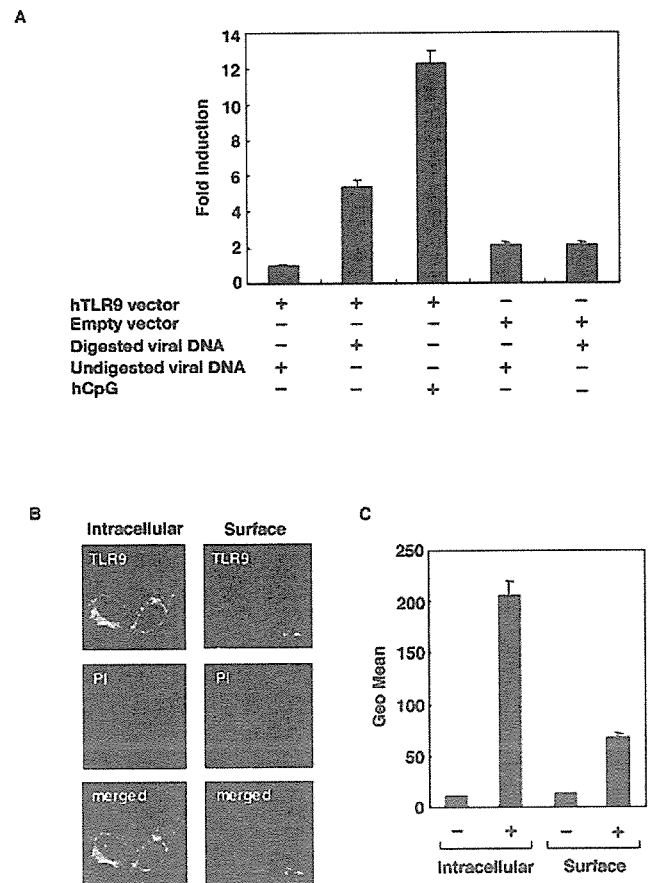 A
Fold Induction
14
12
10
8
6
4
2
0
hTLR9 vector + + + − −
Empty vector − − − + +
Digested viral DNA − + − − +
Undigested viral DNA + − − + −
hCpG − − + − −
B
Intracellular Surface
TLR9 TLR9
PI PI
merged merged
C
Geo Mean
250
200
150
100
50
0
− + − +
Intracellular Surface